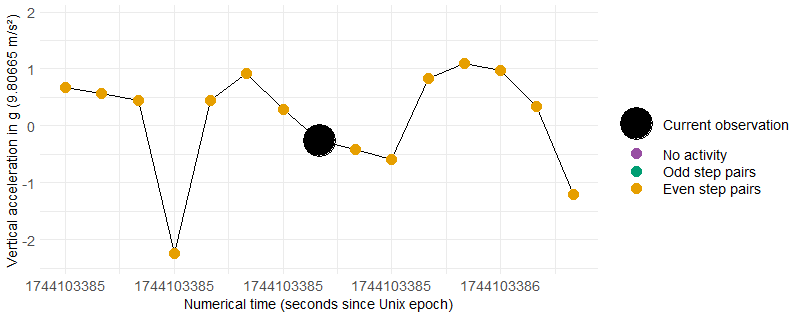 Vertical acceleration in g (9.80665 m/s²)
2
1
0
-1
-2
1744103385
1744103385
1744103385
1744103385
1744103386
Numerical time (seconds since Unix epoch)
Current observation
No activity
Odd step pairs
Even step pairs